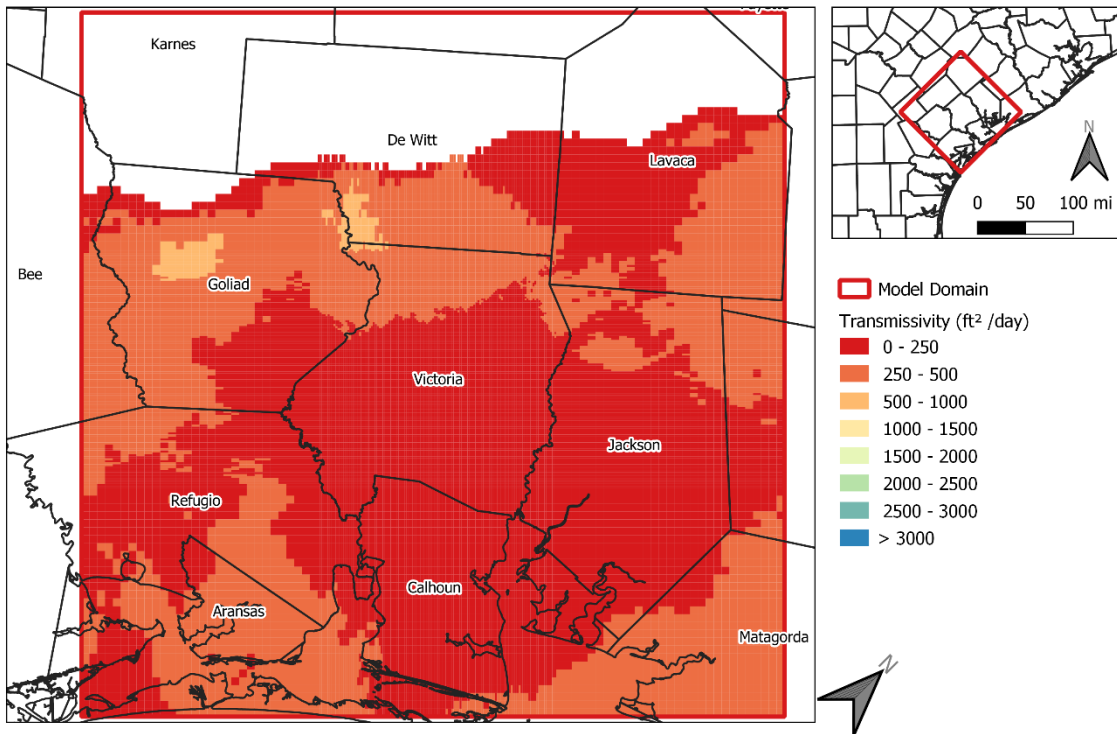 Karnes
De Witt
Lavaca
Bee
Goliad
Victoria
Jackson
Refugio
Calhoun
Aransas
Matagorda
N
N
0 50 100 mi
Model Domain
Transmissivity (ft² /day)
0 - 250
250 - 500
500 - 1000
1000 - 1500
1500 - 2000
2000 - 2500
2500 - 3000
> 3000